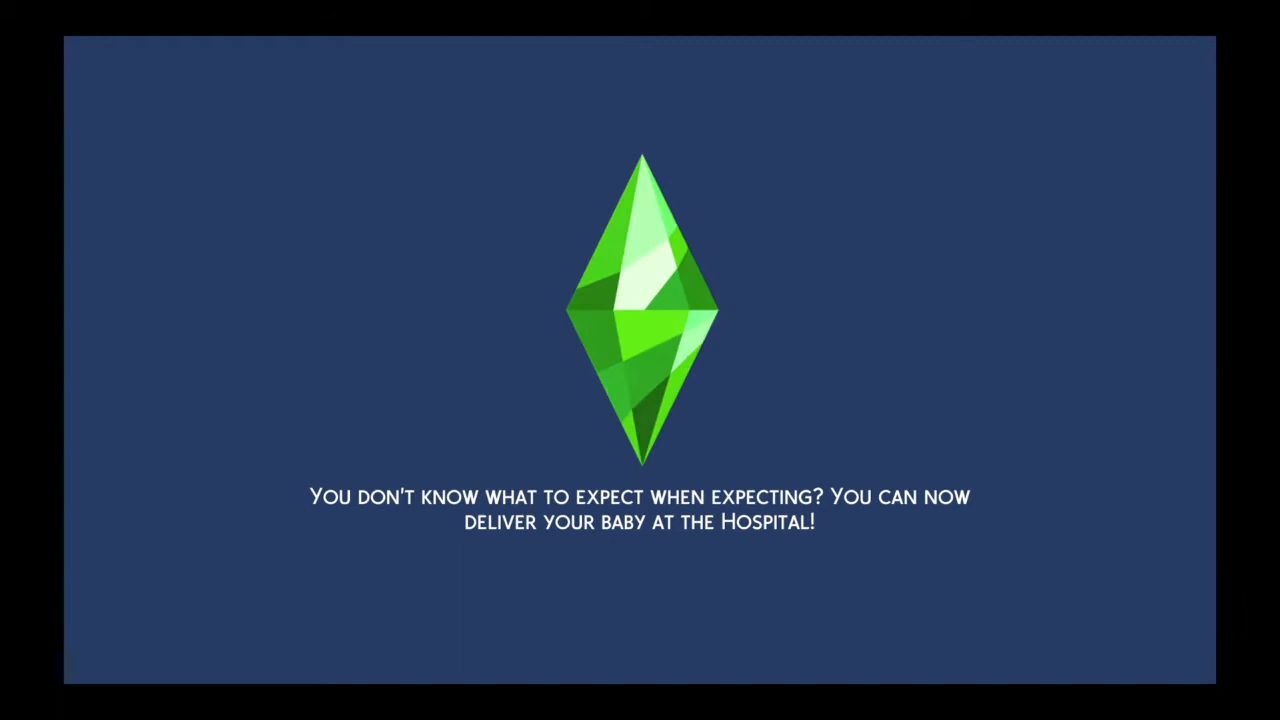 You don't know what to expect when expecting? You can now
deliver your baby at the Hospital!